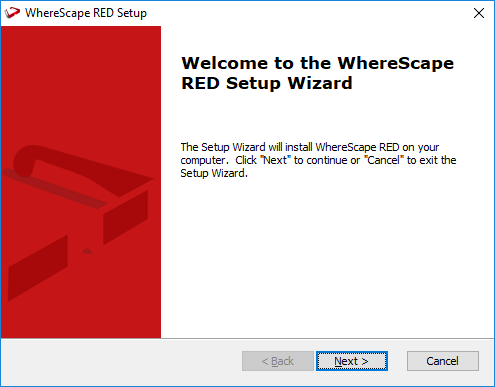 WhereScape RED Setup
Welcome to the WhereScape
RED Setup Wizard
The Setup Wizard will install WhereScape RED on your
computer. Click "Next" to continue or "Cancel" to exit the
Setup Wizard.
< Back
Next >
Cancel